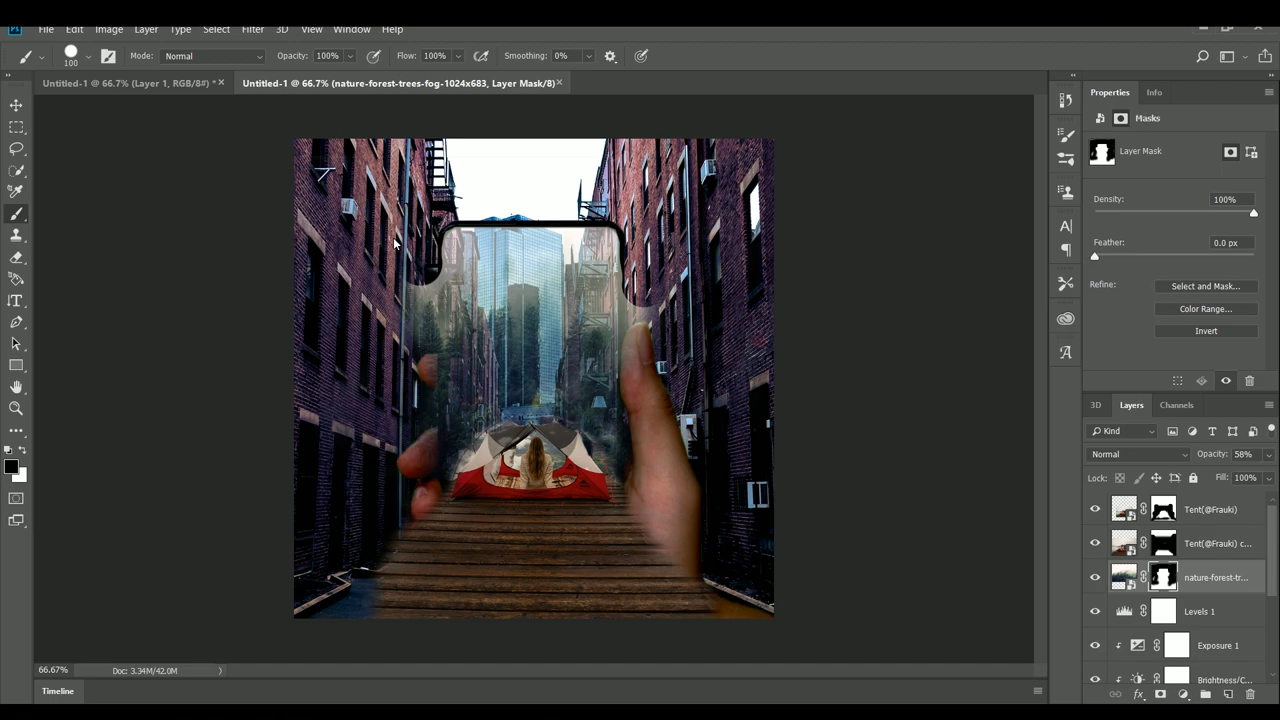 Ps File Edit Image Layer Type Select Filter 3D View Window Help
100 Mode: Normal Opacity: 100% Flow: 100% Smoothing: 0%
Untitled-1 @ 66.7% (Layer 1, RGB/8#) * Untitled-1 @ 66.7% (nature-forest-trees-fog-1024x683, Layer Mask/8)
Properties Info
Masks
Layer Mask
Density: 100%
Feather: 0.0 px
Refine: Select and Mask...
Color Range...
Invert
3D Layers Channels
Kind
Normal Opacity: 58%
Lock: Fill: 100%
Tent(@Frauki)
Tent(@Frauki) c...
nature-forest-tr...
Levels 1
Exposure 1
Brightness/C...
66.67% Doc: 3.34M/42.0M
Timeline